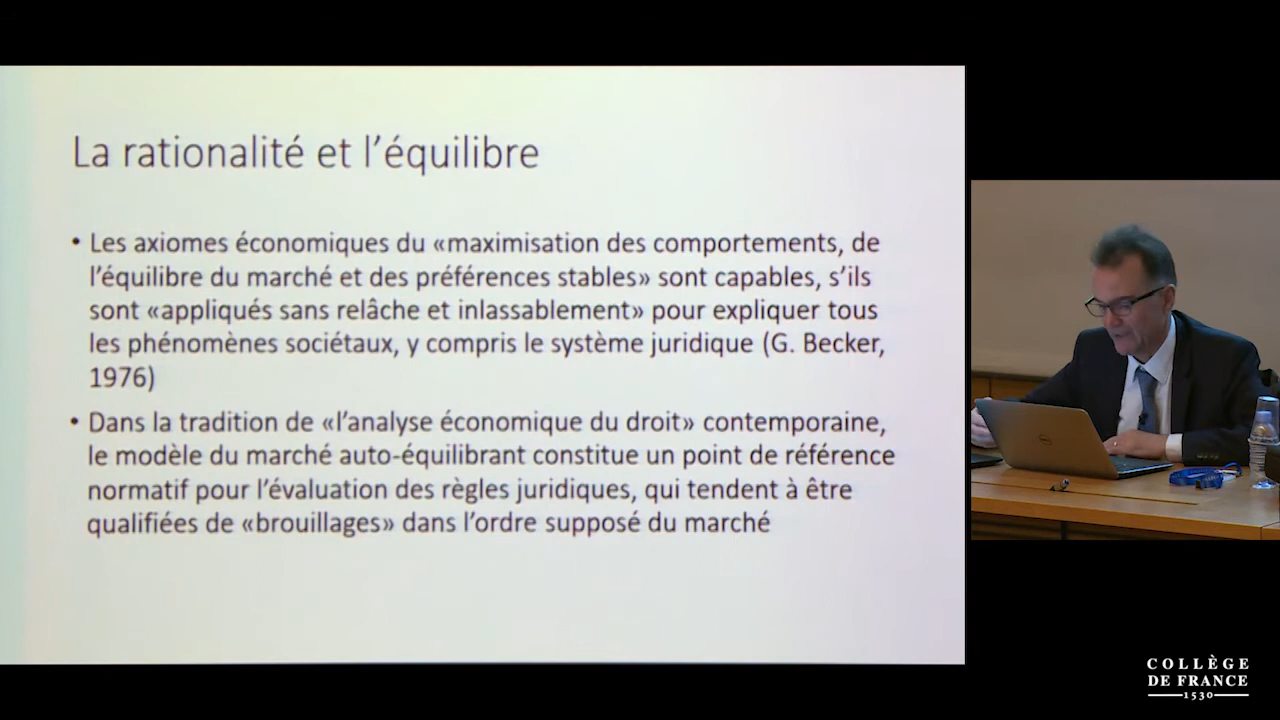 La rationalité et l’équilibre
• Les axiomes économiques du «maximisation des comportements, de
l’équilibre du marché et des préférences stables» sont capables, s’ils
sont «appliqués sans relâche et inlassablement» pour expliquer tous
les phénomènes sociétaux, y compris le système juridique (G. Becker,
1976)
• Dans la tradition de «l’analyse économique du droit» contemporaine,
le modèle du marché auto-équilibrant constitue un point de référence
normatif pour l’évaluation des règles juridiques, qui tendent à être
qualifiées de «brouillages» dans l’ordre supposé du marché
DELL
COLLÈGE
DE FRANCE
1530